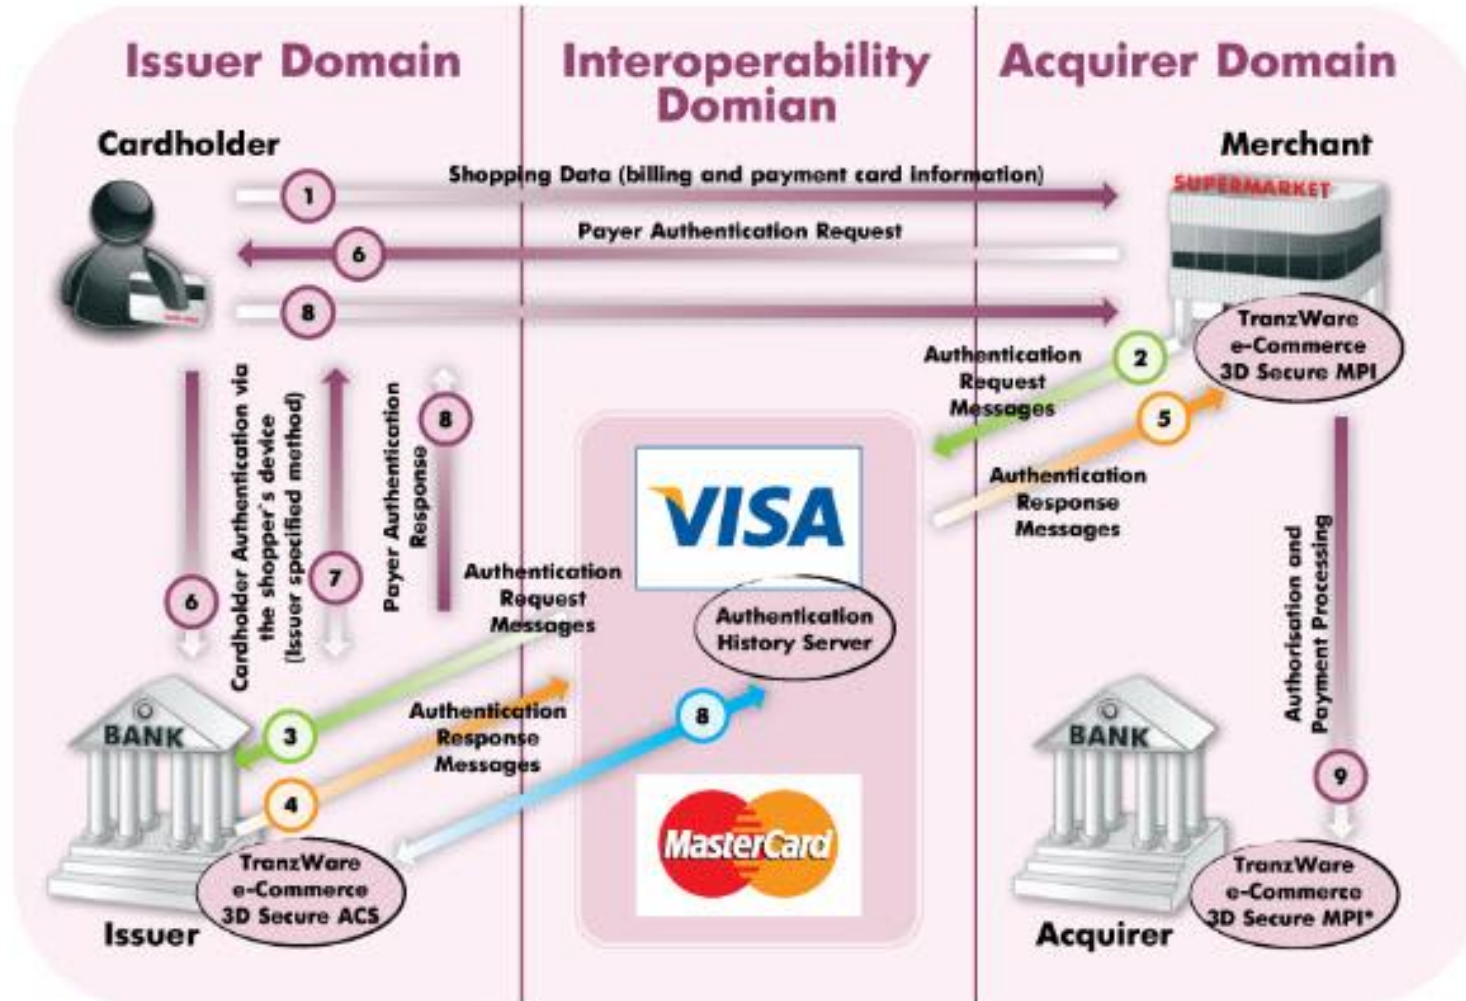 Issuer Domain
Interoperability
Domian
Acquirer Domain
Cardholder
Merchant
Shopping Data (billing and payment card information)
1
SUPERMARKET
Payer Authentication Request
6
8
TranzWare
e-Commerce
3D Secure MPI
Authentication
Request
Messages
2
5
Authentication
Response
Messages
6
Cardholder Authentication via
the shopper`s device
(Issuer specified method)
7
Payer Authentication
Response
8
VISA
Authentication
Request
Messages
Authentication
History Server
Authorisation and
Payment Processing
3
Authentication
Response
Messages
8
4
BANK
BANK
9
MasterCard
TranzWare
e-Commerce
3D Secure ACS
Issuer
TranzWare
e-Commerce
3D Secure MPI*
Acquirer